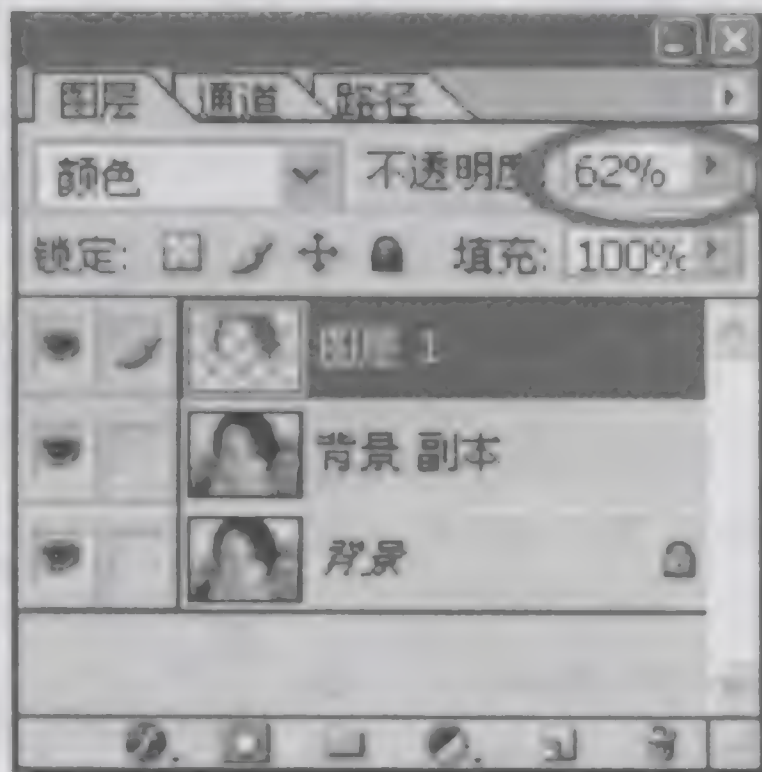 图层 通道 路径
颜色 不透明度: 62%
锁定: 填充: 100%
图层 1
背景 副本
背景